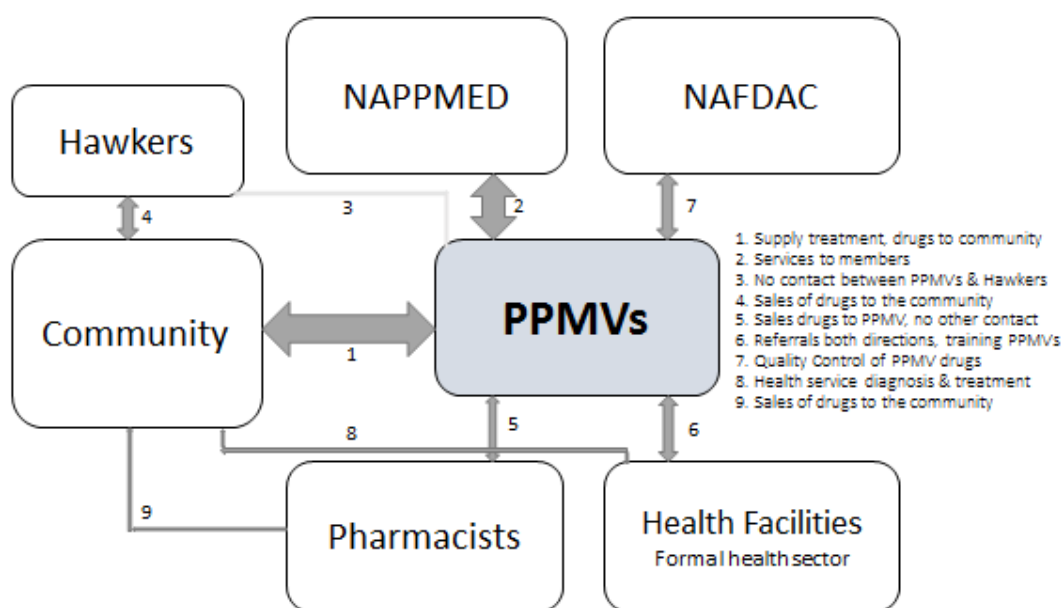 NAPPMED
NAFDAC
Hawkers
4
3
2
7
Community
1
PPMVs
1. Supply treatment, drugs to community
2. Services to members
3. No contact between PPMVs & Hawkers
4. Sales of drugs to the community
5. Sales drugs to PPMV, no other contact
6. Referrals both directions, training PPMVs
7. Quality Control of PPMV drugs
8. Health service diagnosis & treatment
9. Sales of drugs to the community
5
6
8
9
Pharmacists
Health Facilities
Formal health sector